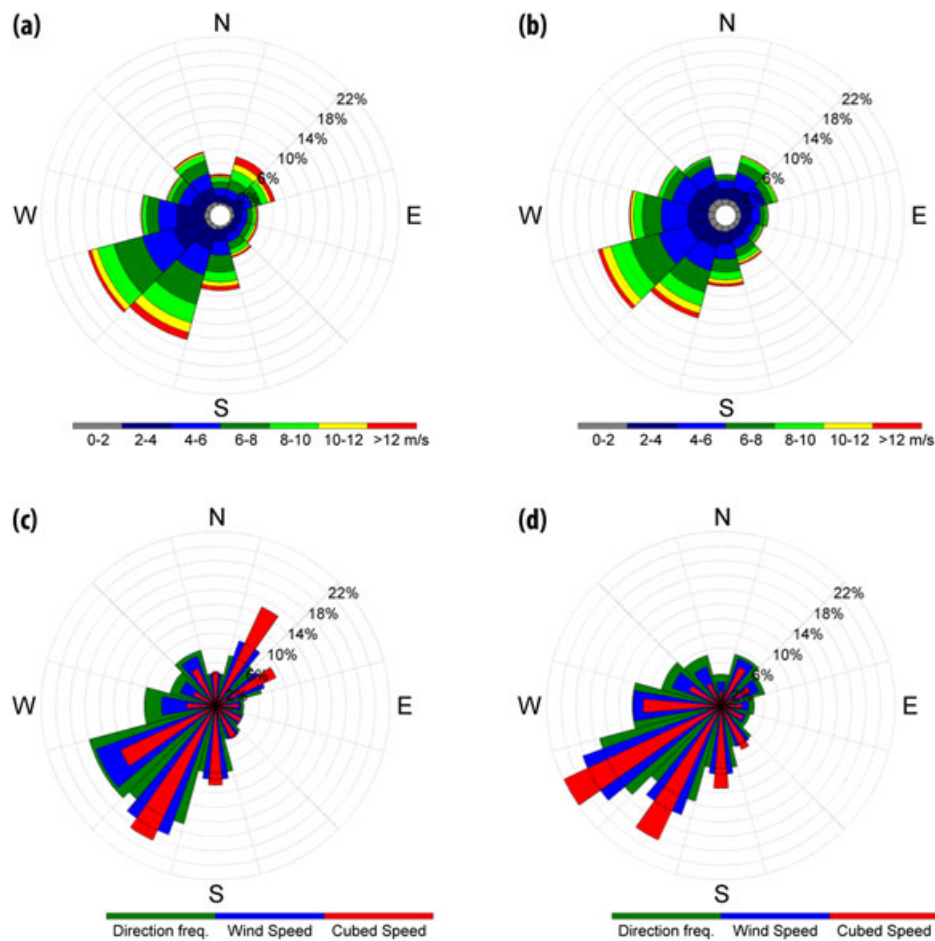 (a)
N
22%
18%
14%
10%
6%
W
E
S
0-2 2-4 4-6 6-8 8-10 10-12 >12 m/s
(b)
N
22%
18%
14%
10%
6%
W
E
S
0-2 2-4 4-6 6-8 8-10 10-12 >12 m/s
(c)
N
22%
18%
14%
10%
6%
W
E
S
Direction freq. Wind Speed Cubed Speed
(d)
N
22%
18%
14%
10%
6%
W
E
S
Direction freq. Wind Speed Cubed Speed